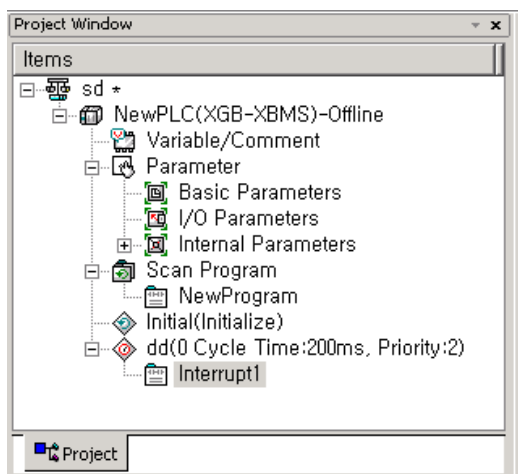 Project Window
Items
sd *
NewPLC(XGB-XBMS)-Offline
Variable/Comment
Parameter
Basic Parameters
I/O Parameters
Internal Parameters
Scan Program
NewProgram
Initial(Initialize)
dd(0 Cycle Time:200ms, Priority:2)
Interrupt1
Project